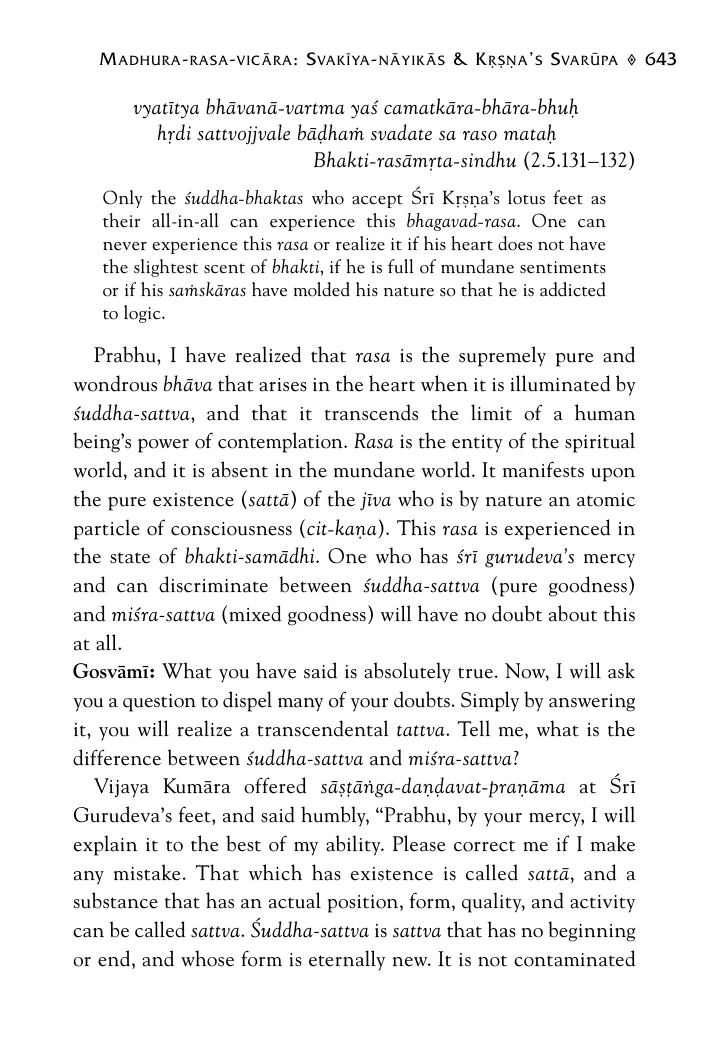 MADHURA-RASA-VICĀRA: SVAKĪYA-NĀYIKĀS & KṚṢṆA'S SVARŪPA ◊ 643
vyatītya bhāvanā-vartma yaś camatkāra-bhāra-bhuḥ
hṛdi sattvojjvale bāḍhaṁ svadate sa raso mataḥ
Bhakti-rasāmṛta-sindhu (2.5.131–132)
Only the śuddha-bhaktas who accept Śrī Kṛṣṇa's lotus feet as
their all-in-all can experience this bhagavad-rasa. One can
never experience this rasa or realize it if his heart does not have
the slightest scent of bhakti, if he is full of mundane sentiments
or if his saṁskāras have molded his nature so that he is addicted
to logic.
Prabhu, I have realized that rasa is the supremely pure and
wondrous bhāva that arises in the heart when it is illuminated by
śuddha-sattva, and that it transcends the limit of a human
being's power of contemplation. Rasa is the entity of the spiritual
world, and it is absent in the mundane world. It manifests upon
the pure existence (sattā) of the jīva who is by nature an atomic
particle of consciousness (cit-kaṇa). This rasa is experienced in
the state of bhakti-samādhi. One who has śrī gurudeva's mercy
and can discriminate between śuddha-sattva (pure goodness)
and miśra-sattva (mixed goodness) will have no doubt about this
at all.
Gosvāmī: What you have said is absolutely true. Now, I will ask
you a question to dispel many of your doubts. Simply by answering
it, you will realize a transcendental tattva. Tell me, what is the
difference between śuddha-sattva and miśra-sattva?
Vijaya Kumāra offered sāṣṭāṅga-daṇḍavat-praṇāma at Śrī
Gurudeva's feet, and said humbly, “Prabhu, by your mercy, I will
explain it to the best of my ability. Please correct me if I make
any mistake. That which has existence is called sattā, and a
substance that has an actual position, form, quality, and activity
can be called sattva. Śuddha-sattva is sattva that has no beginning
or end, and whose form is eternally new. It is not contaminated